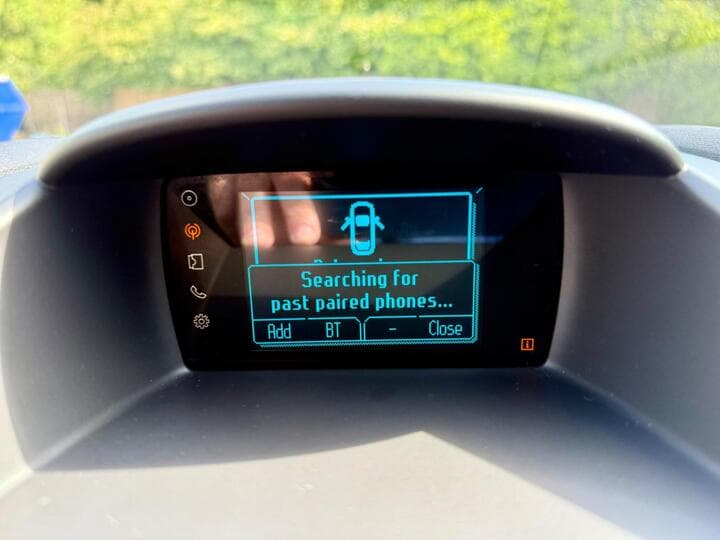 Searching for
past paired phones...
Add BT - Close
i